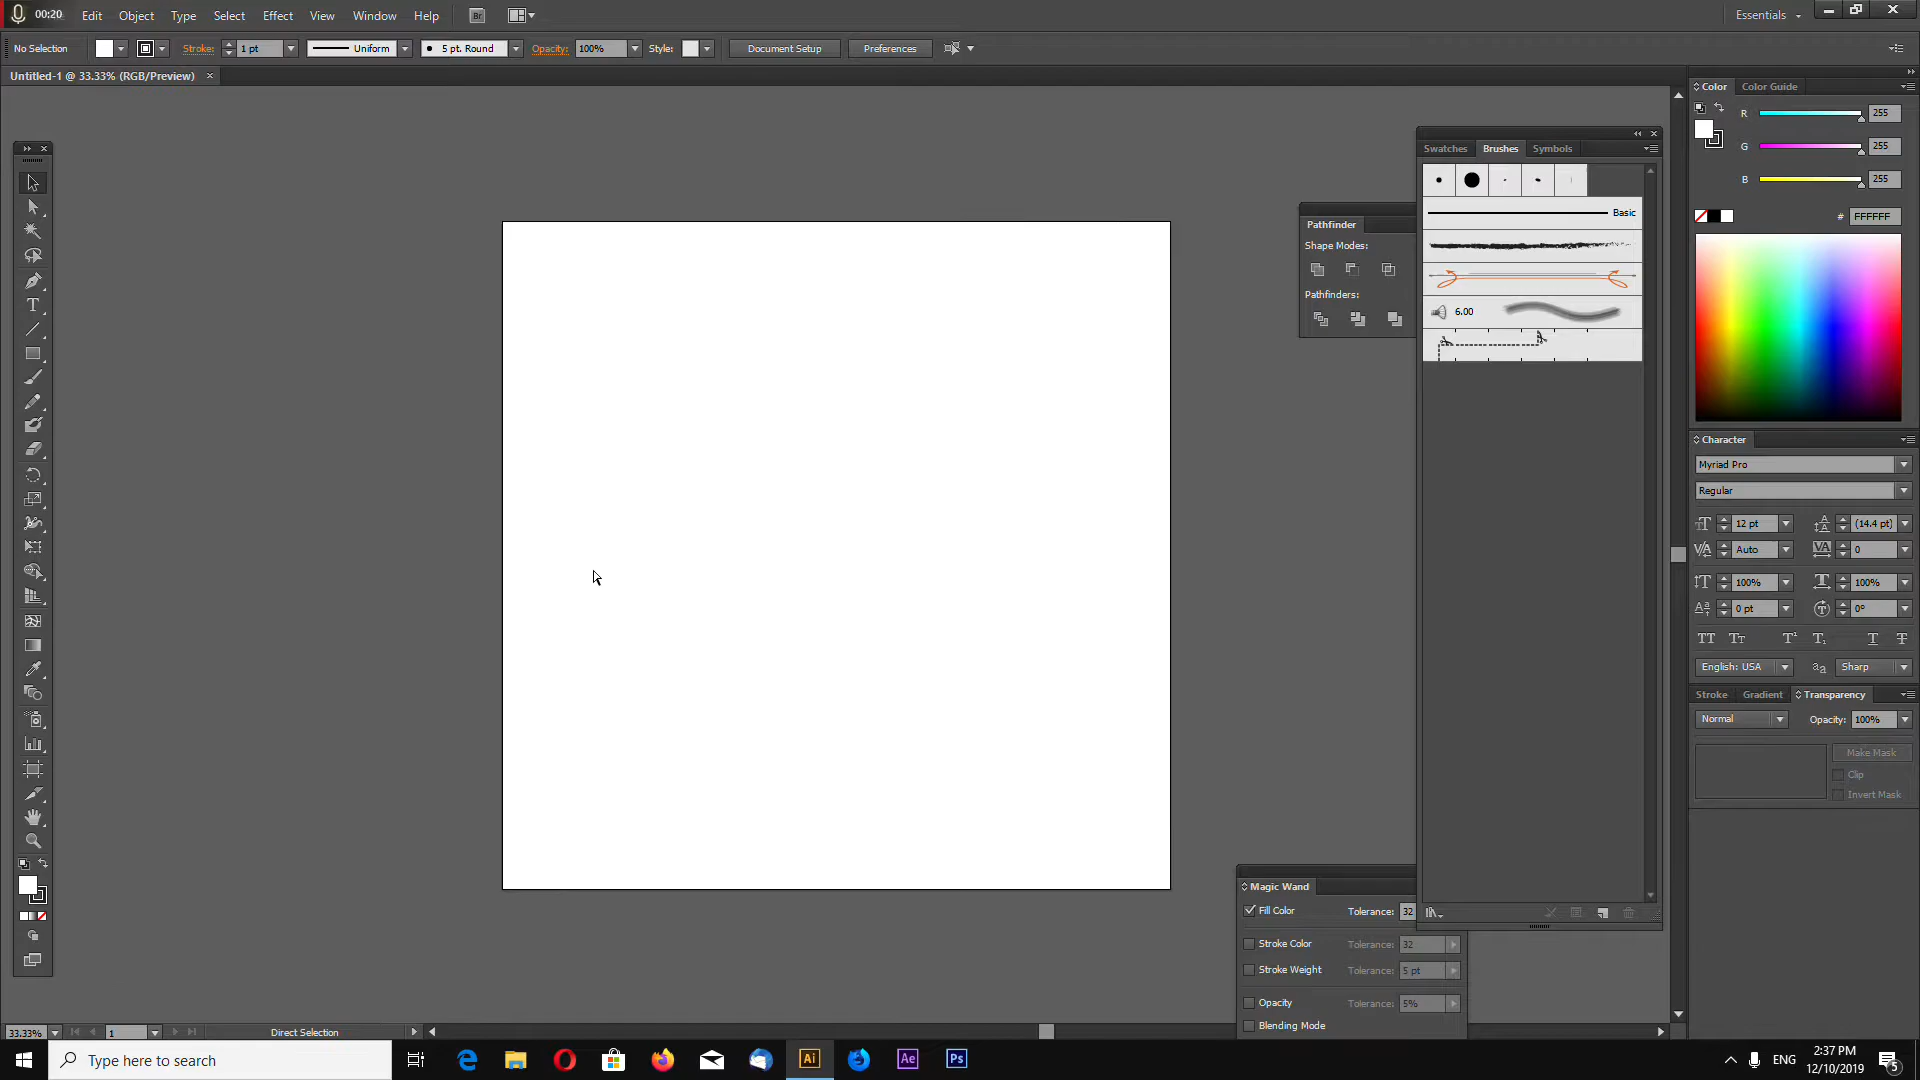 00:20 Edit Object Type Select Effect View Window Help Br Essentials
No Selection Stroke: 1 pt Uniform 5 pt. Round Opacity: 100% Style: Document Setup Preferences
Untitled-1 @ 33.33% (RGB/Preview)
Color Color Guide
R 255
G 255
B 255
# FFFFFF
Swatches Brushes Symbols
Basic
6.00
Pathfinder
Shape Modes:
Pathfinders:
Character
Myriad Pro
Regular
12 pt (14.4 pt)
Auto 0
100% 100%
0 pt 0°
English: USA Sharp
Stroke Gradient Transparency
Normal Opacity: 100%
Make Mask
Clip
Invert Mask
Magic Wand
Fill Color Tolerance: 32
Stroke Color Tolerance: 32
Stroke Weight Tolerance: 5 pt
Opacity Tolerance: 5%
Blending Mode
33.33% 1 Direct Selection
Type here to search
Ai Ae Ps
ENG 2:37 PM
12/10/2019 5